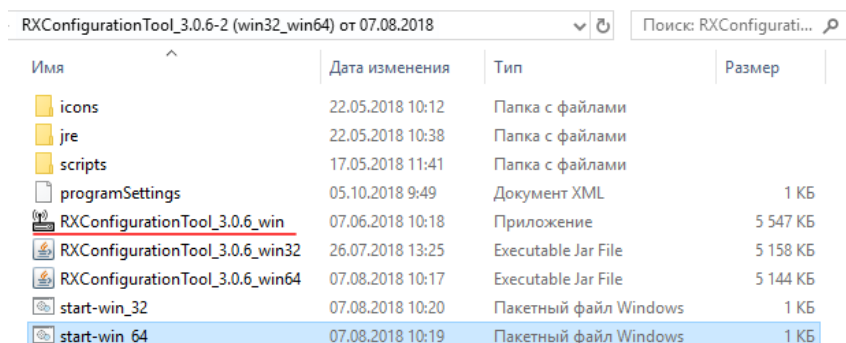 RXConfigurationTool_3.0.6-2 (win32_win64) от 07.08.2018 Поиск: RXConfigurati...
Имя Дата изменения Тип Размер
icons 22.05.2018 10:12 Папка с файлами
jre 22.05.2018 10:38 Папка с файлами
scripts 17.05.2018 11:41 Папка с файлами
programSettings 05.10.2018 9:49 Документ XML 1 КБ
RXConfigurationTool_3.0.6_win 07.06.2018 10:18 Приложение 5 547 КБ
RXConfigurationTool_3.0.6_win32 26.07.2018 13:25 Executable Jar File 5 158 КБ
RXConfigurationTool_3.0.6_win64 07.08.2018 10:17 Executable Jar File 5 144 КБ
start-win_32 07.08.2018 10:20 Пакетный файл Windows 1 КБ
start-win_64 07.08.2018 10:19 Пакетный файл Windows 1 КБ